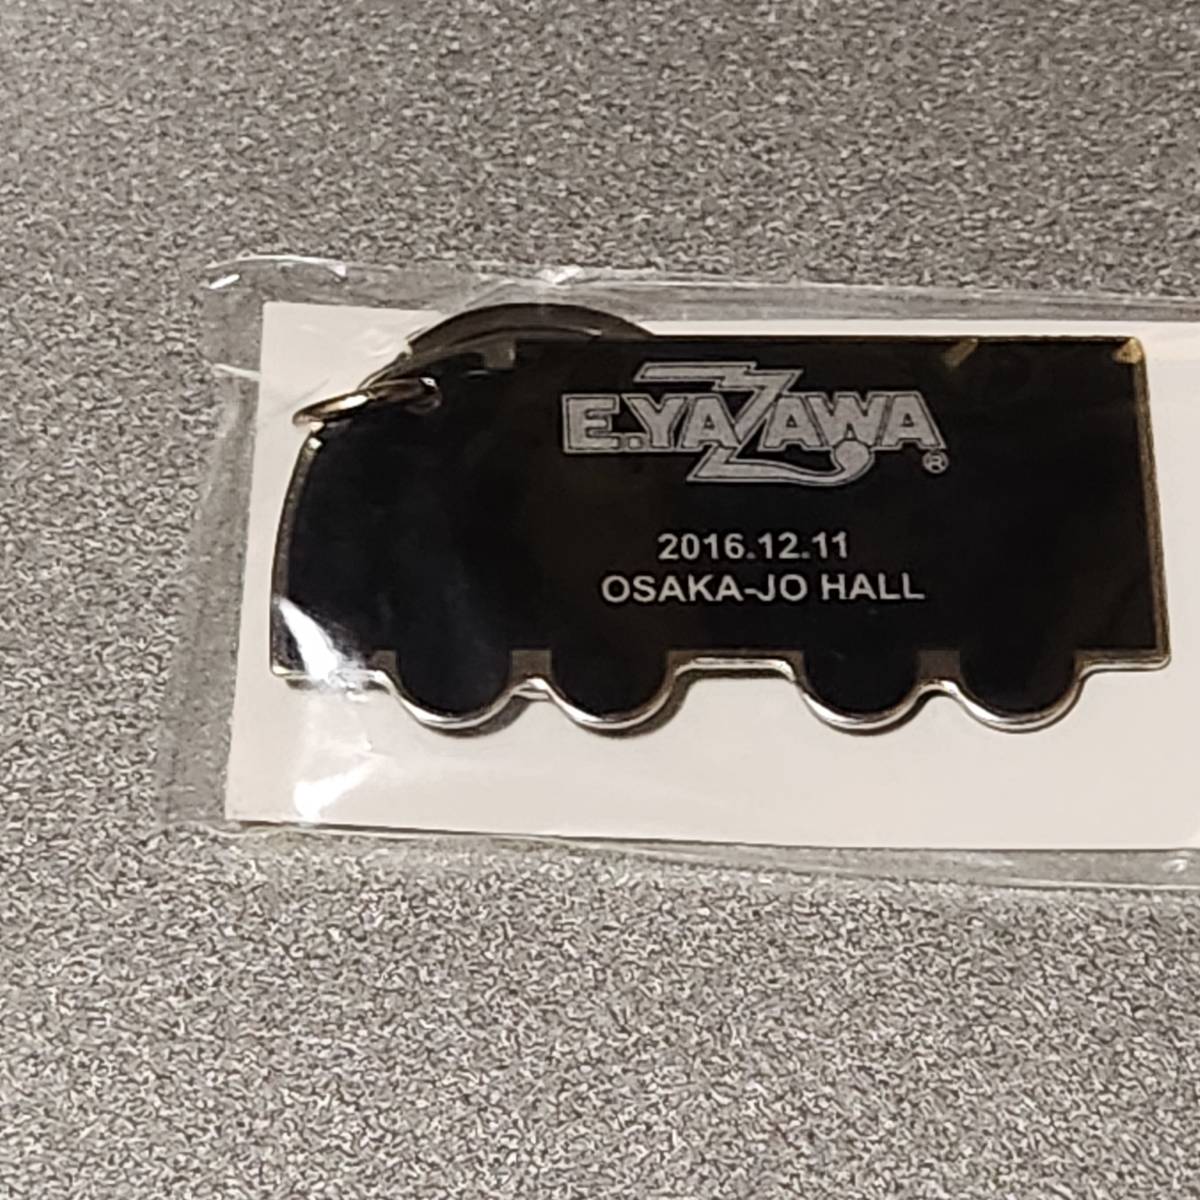 E.YAZAWA®
2016.12.11
OSAKA-JO HALL